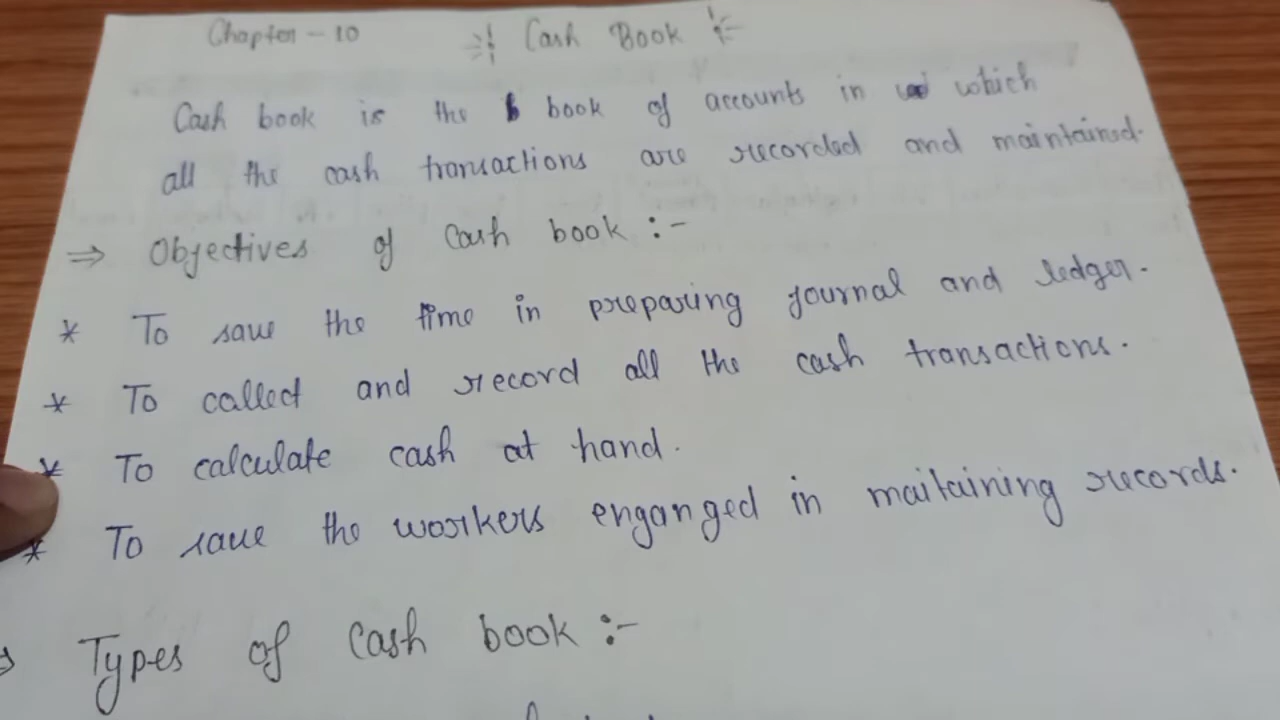 Chapter - 10 Cash Book :-
Cash book is the book of accounts in which
all the cash transactions are recorded and maintained.
⇒ Objectives of Cash book :-
* To save the time in preparing journal and ledger.
* To collect and record all the cash transactions.
* To calculate cash at hand.
* To save the workers enganged in maitaining records.
⇒ Types of Cash book :-